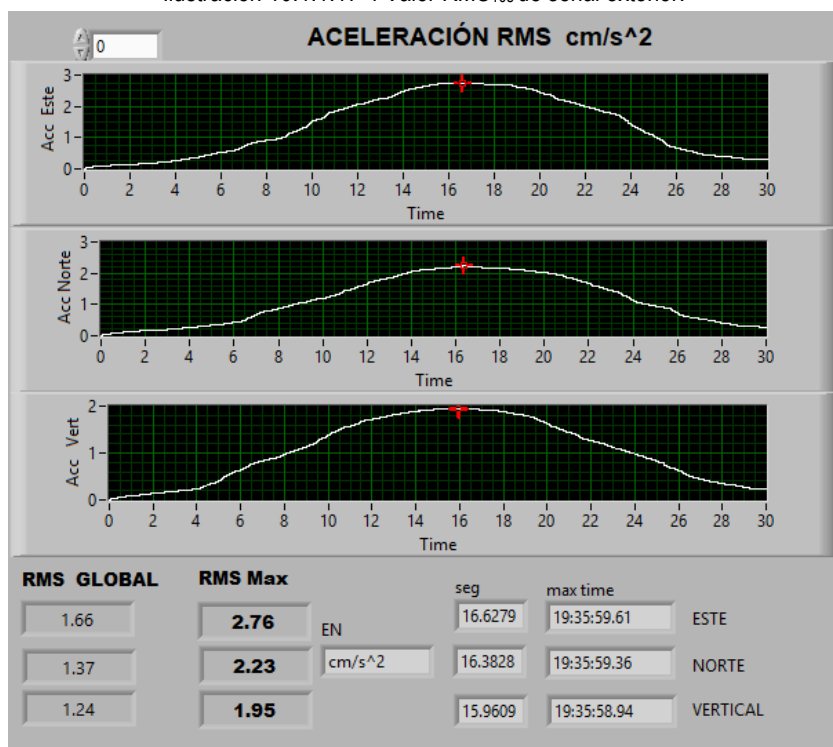 ACELERACIÓN RMS cm/s^2
0
Acc Este
3
2
1
0
0 2 4 6 8 10 12 14 16 18 20 22 24 26 28 30
Time
Acc Norte
3
2
1
0
0 2 4 6 8 10 12 14 16 18 20 22 24 26 28 30
Time
Acc Vert
2
1
0
0 2 4 6 8 10 12 14 16 18 20 22 24 26 28 30
Time
RMS GLOBAL RMS Max seg max time
1.66 2.76 EN 16.6279 19:35:59.61 ESTE
1.37 2.23 cm/s^2 16.3828 19:35:59.36 NORTE
1.24 1.95 15.9609 19:35:58.94 VERTICAL